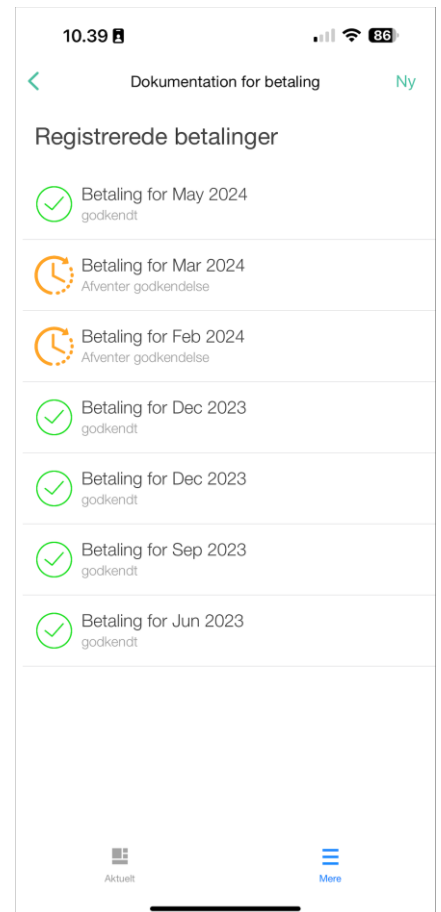 10.39
86
Dokumentation for betaling
Ny
Registrerede betalinger
Betaling for May 2024
godkendt
Betaling for Mar 2024
Afventer godkendelse
Betaling for Feb 2024
Afventer godkendelse
Betaling for Dec 2023
godkendt
Betaling for Dec 2023
godkendt
Betaling for Sep 2023
godkendt
Betaling for Jun 2023
godkendt
Aktuelt
Mere